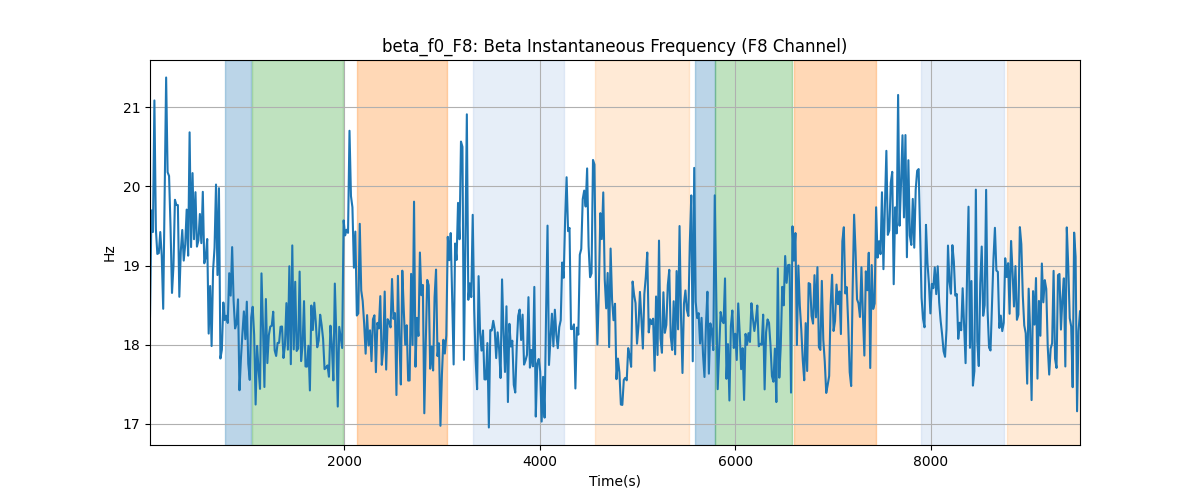 beta_f0_F8: Beta Instantaneous Frequency (F8 Channel)
21
20
19
18
17
Hz
2000 4000 6000 8000
Time(s)